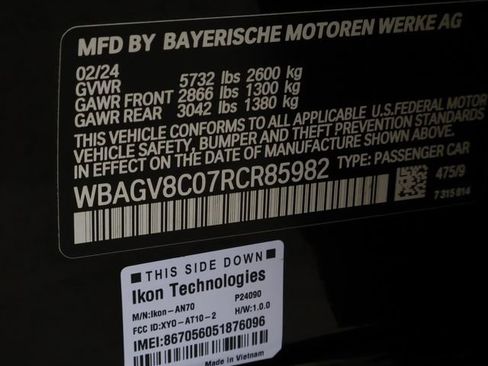 MFD BY BAYERISCHE MOTOREN WERKE AG
02/24
GVWR 5732 lbs 2600 kg
GAWR FRONT 2866 lbs 1300 kg
GAWR REAR 3042 lbs 1380 kg
THIS VEHICLE CONFORMS TO ALL APPLICABLE U.S.FEDERAL MOTOR
VEHICLE SAFETY, BUMPER AND THEFT PREVENTION STANDARDS
IN EFFECT ON THE DATE OF MANUFACTURE SHOWN ABOVE.
WBAGV8C07RCR85982 TYPE: PASSENGER CAR
475/9
7 315 814
THIS SIDE DOWN
Ikon Technologies
M/N:Ikon-AN70 P24090
FCC ID:XYO-AT10-2 H/W:1.0.0
IMEI:867056051876096
Made in Vietnam